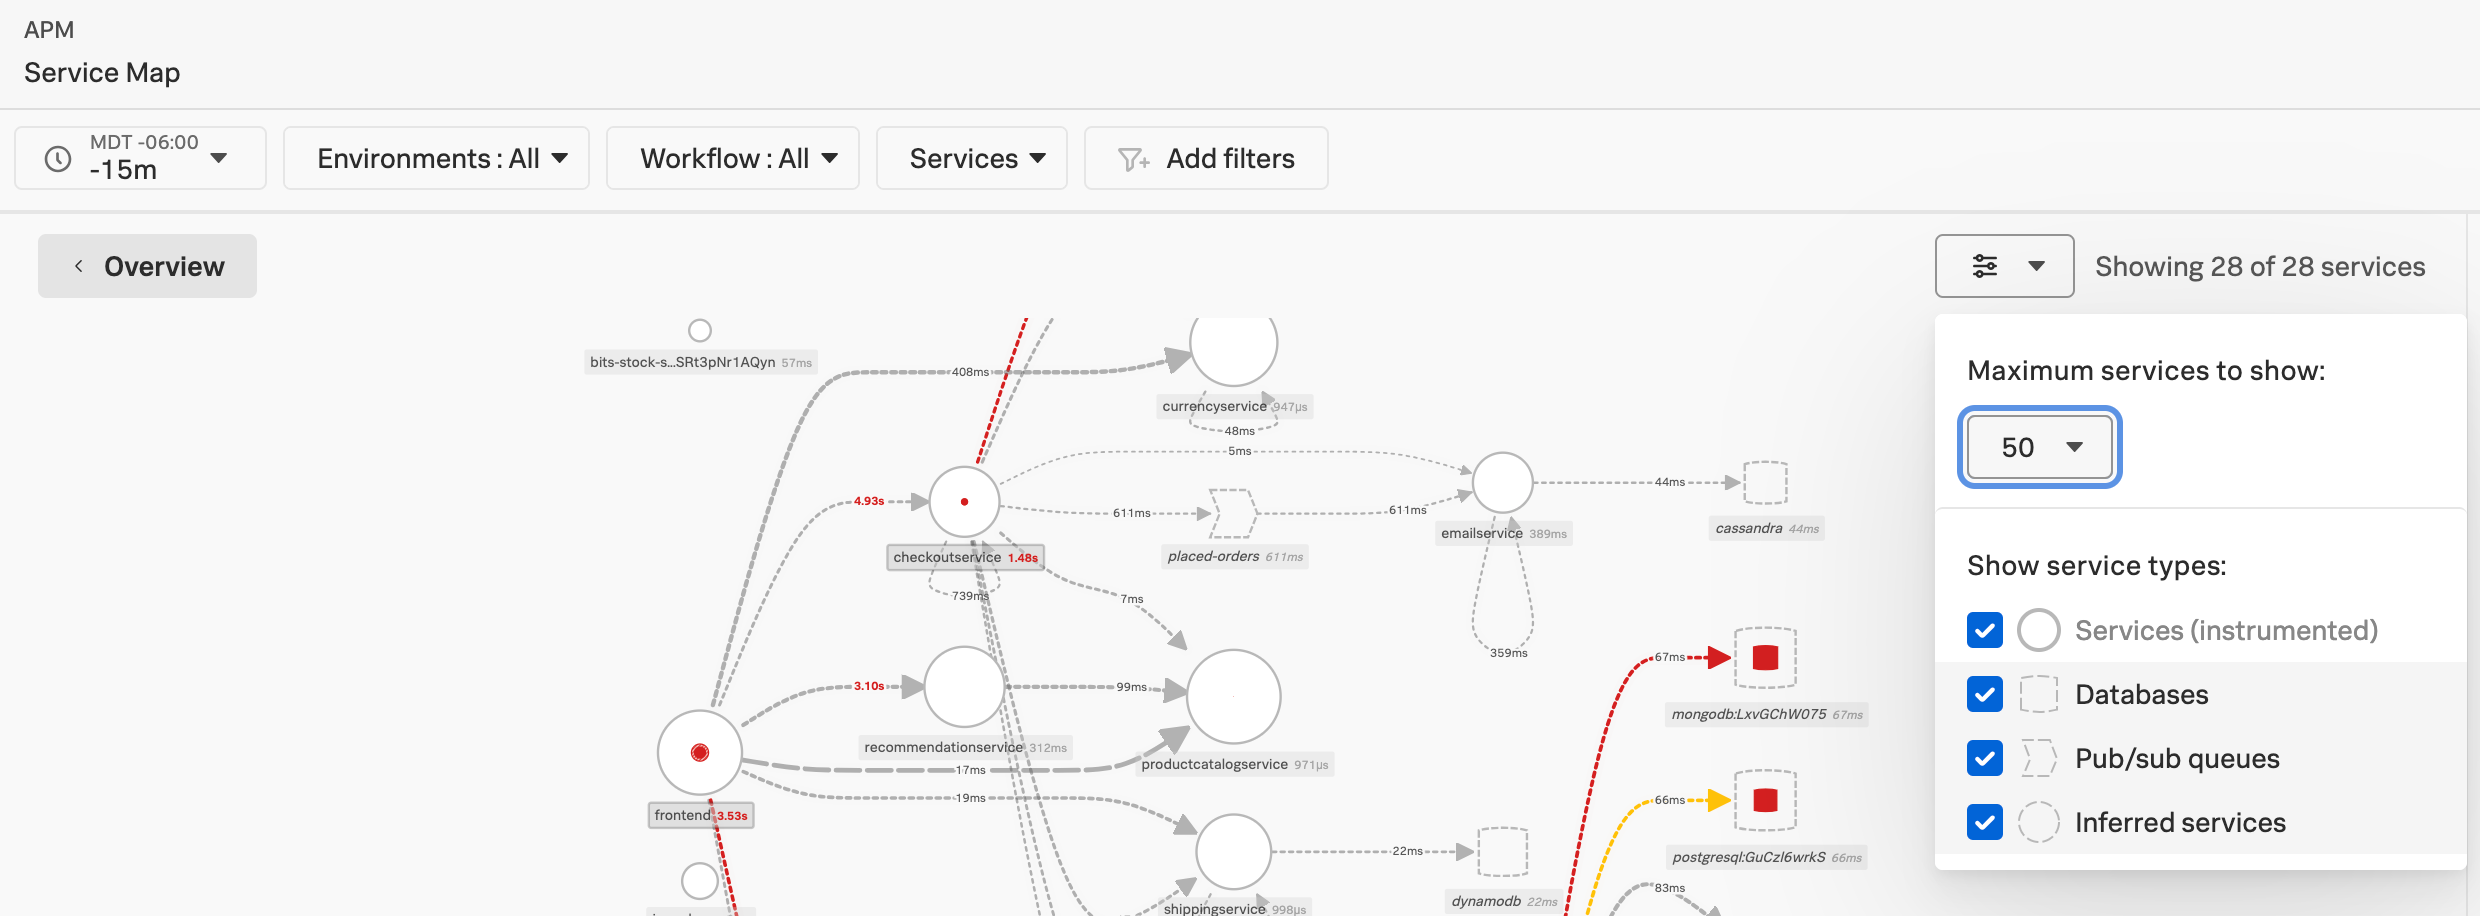 APM
Service Map
MDT -06:00
-15m
Environments : All
Workflow : All
Services
Add filters
Overview
Showing 28 of 28 services
Maximum services to show:
50
Show service types:
Services (instrumented)
Databases
Pub/sub queues
Inferred services
bits-stock-s...SRt3pNr1AQyn 57ms
408ms
currencyservice 947µs
48ms
5ms
4.93s
611ms
611ms
44ms
checkoutservice 1.48s
placed-orders 611ms
emailservice 389ms
cassandra 44ms
739ms
7ms
359ms
67ms
3.10s
99ms
mongodb:LxvGChW075 67ms
recommendationservice 312ms
17ms
productcatalogservice 971µs
19ms
66ms
frontend 3.53s
22ms
postgresql:GuCzl6wrkS 66ms
83ms
dynamodb 22ms
shippingservice 998µs